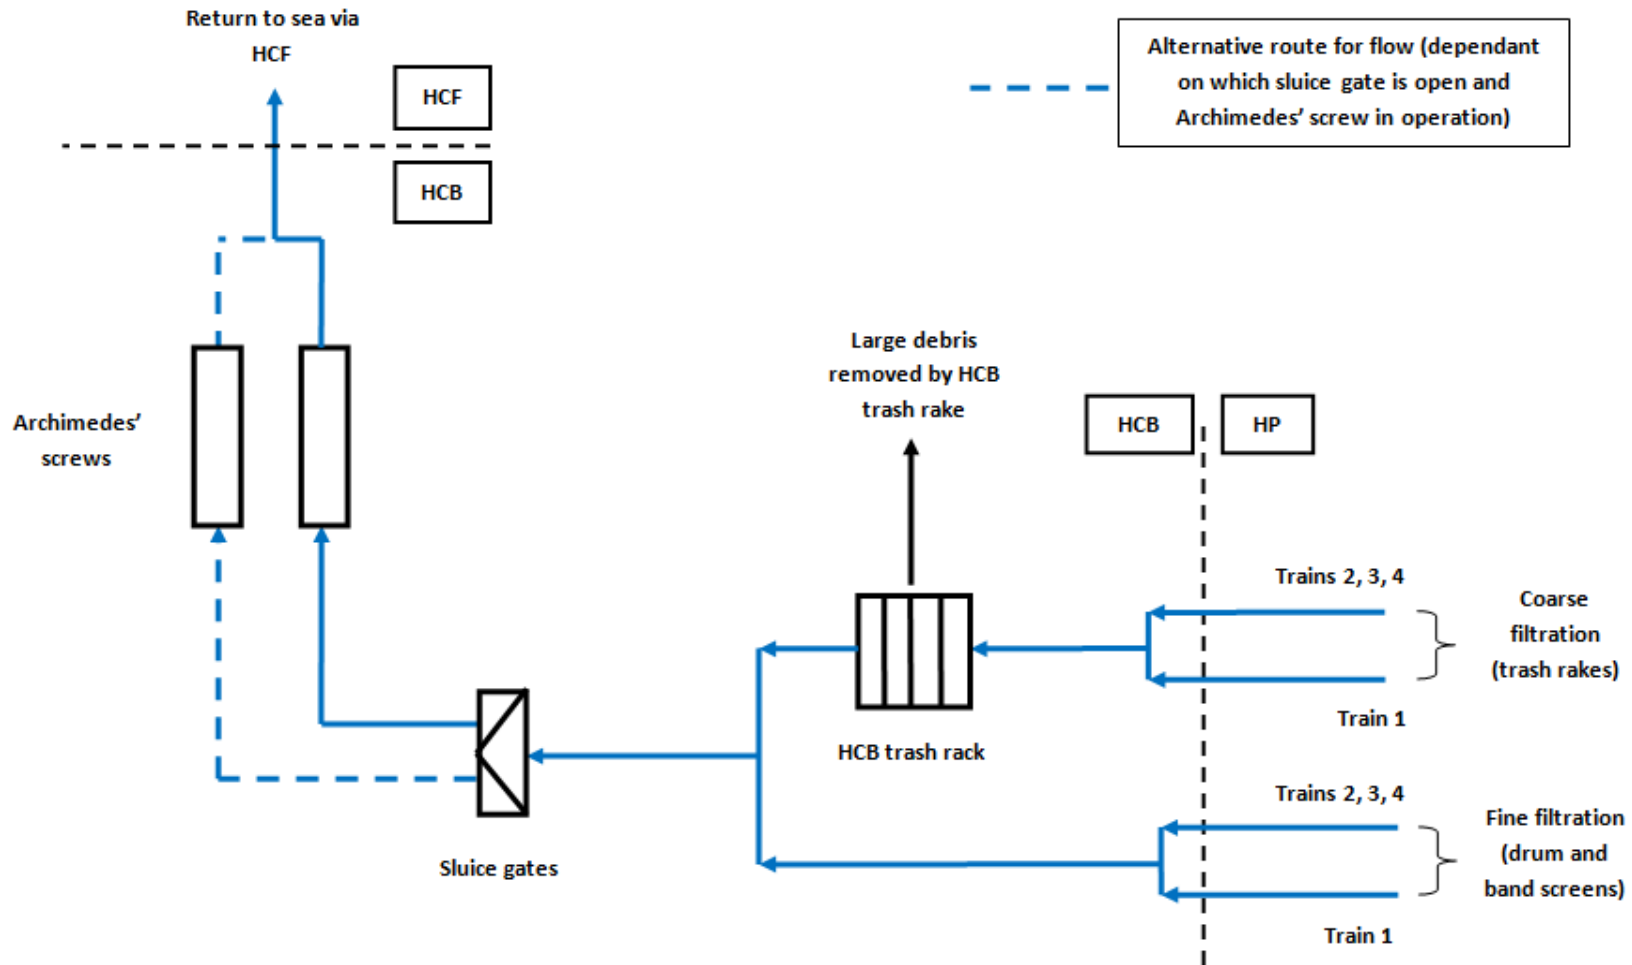 Return to sea via
HCF
HCF
HCB
Alternative route for flow (dependant
on which sluice gate is open and
Archimedes’ screw in operation)
Archimedes’
screws
Large debris
removed by HCB
trash rake
HCB
HP
Trains 2, 3, 4
Coarse
filtration
(trash rakes)
Train 1
HCB trash rack
Sluice gates
Trains 2, 3, 4
Fine filtration
(drum and
band screens)
Train 1